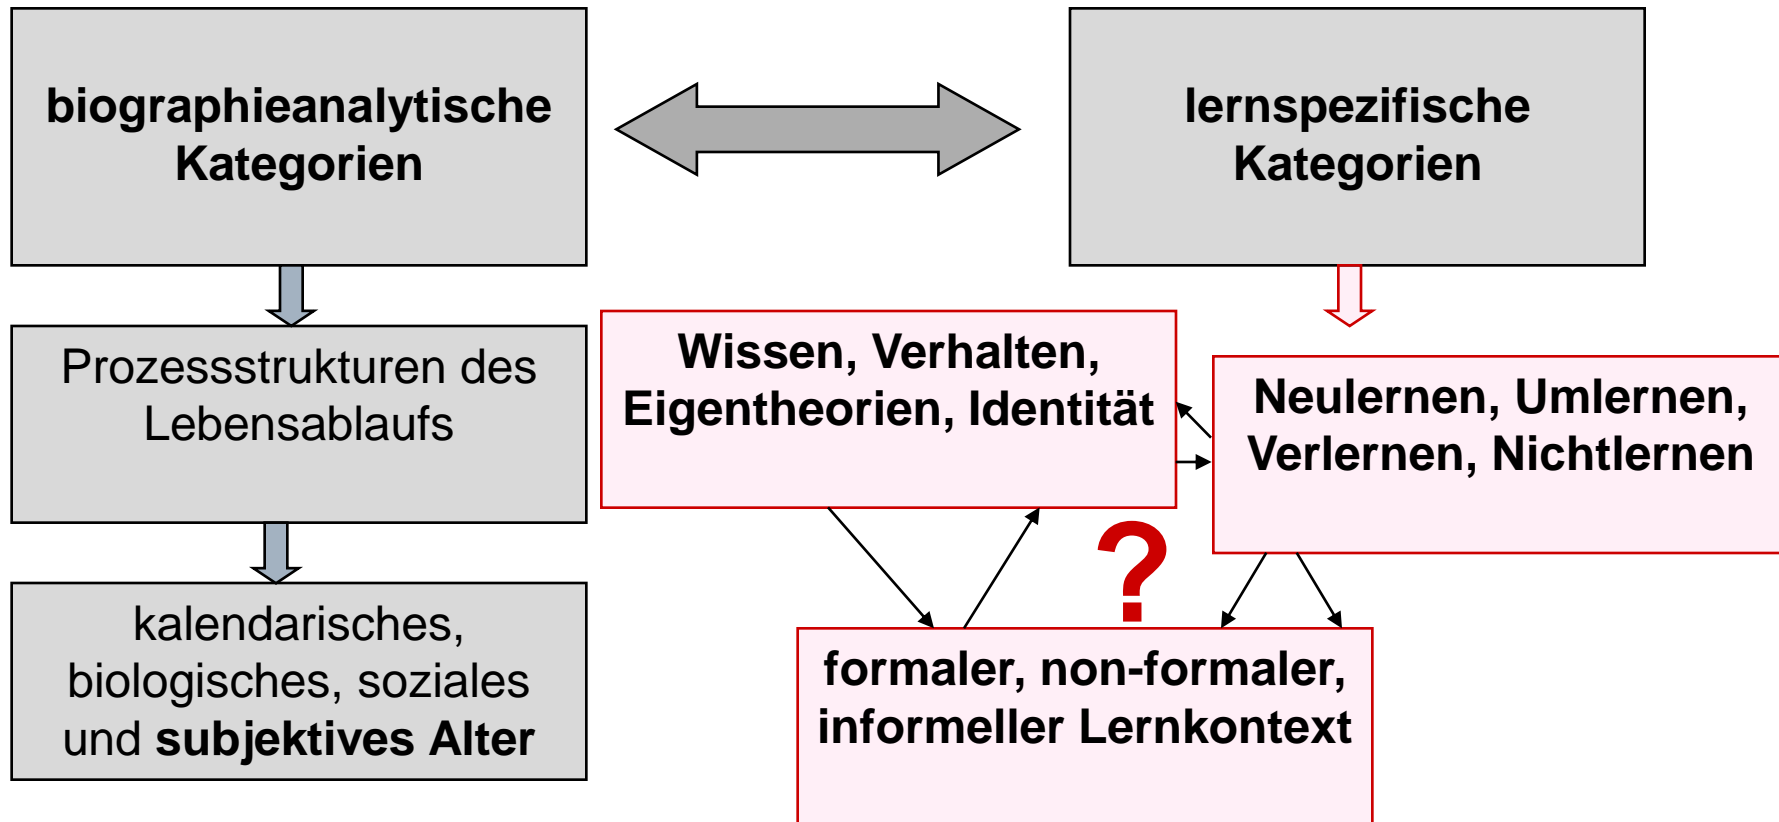 biographieanalytische
Kategorien
lernspezifische
Kategorien
Prozessstrukturen des
Lebensablaufs
Wissen, Verhalten,
Eigentheorien, Identität
Neulernen, Umlernen,
Verlernen, Nichtlernen
?
kalendarisches,
biologisches, soziales
und subjektives Alter
formaler, non-formaler,
informeller Lernkontext